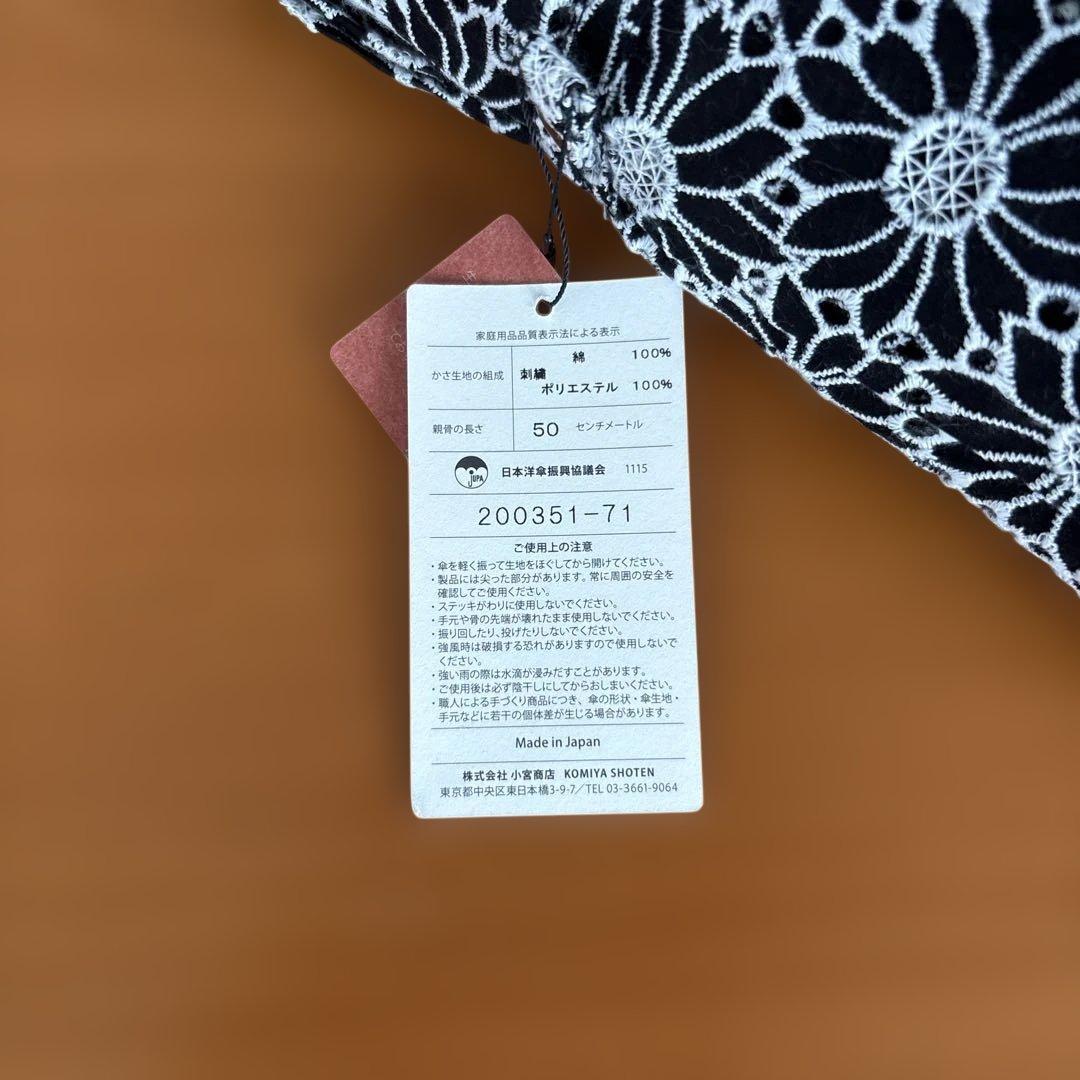 家庭用品品質表示法による表示
かさ生地の組成
綿 100%
刺繍
ポリエステル 100%
親骨の長さ 50 センチメートル
JUPA 日本洋傘振興協議会 1115
200351-71
ご使用上の注意
・傘を軽く振って生地をほぐしてから開けてください。
・製品には尖った部分があります。常に周囲の安全を
確認してご使用ください。
・ステッキがわりに使用しないでください。
・手元や骨の先端が壊れたまま使用しないでください。
・振り回したり、投げたりしないでください。
・強風時は破損する恐れがありますので使用しないで
ください。
・強い雨の際は水滴が浸みだすことがあります。
・ご使用後は必ず陰干しにしてからおしまいください。
・職人による手づくり商品につき、傘の形状・傘生地・
手元などに若干の個体差が生じる場合があります。
Made in Japan
株式会社 小宮商店 KOMIYA SHOTEN
東京都中央区東日本橋3-9-7／TEL 03-3661-9064